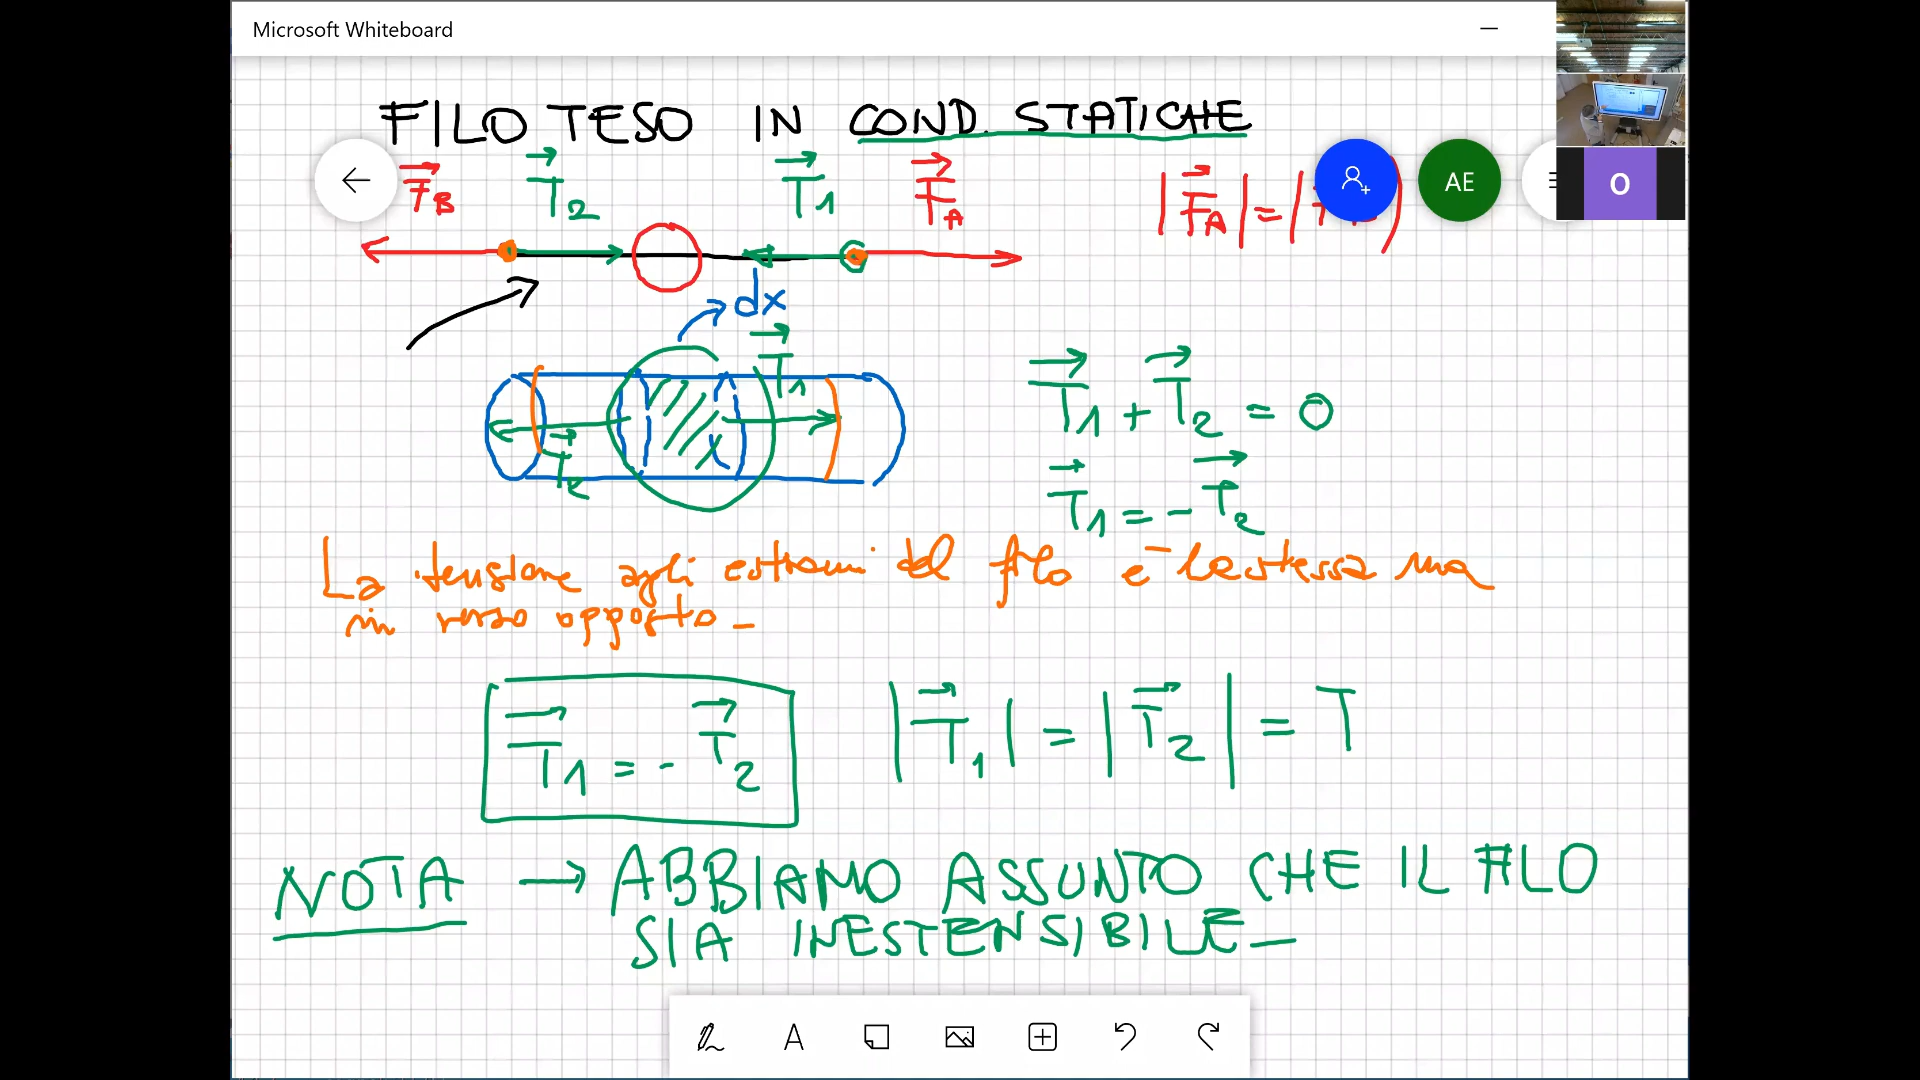 Microsoft Whiteboard
FILO TESO IN COND. STATICHE
F_B T_2 T_1 F_A |F_A| = |
AE
O
dx
T_1
T_2
T_1 + T_2 = 0
T_1 = - T_2
La tensione agli estremi del filo è la stessa ma
in verso opposto -
T_1 = - T_2 |T_1| = |T_2| = T
NOTA → ABBIAMO ASSUNTO CHE IL FILO
SIA INESTENSIBILE -